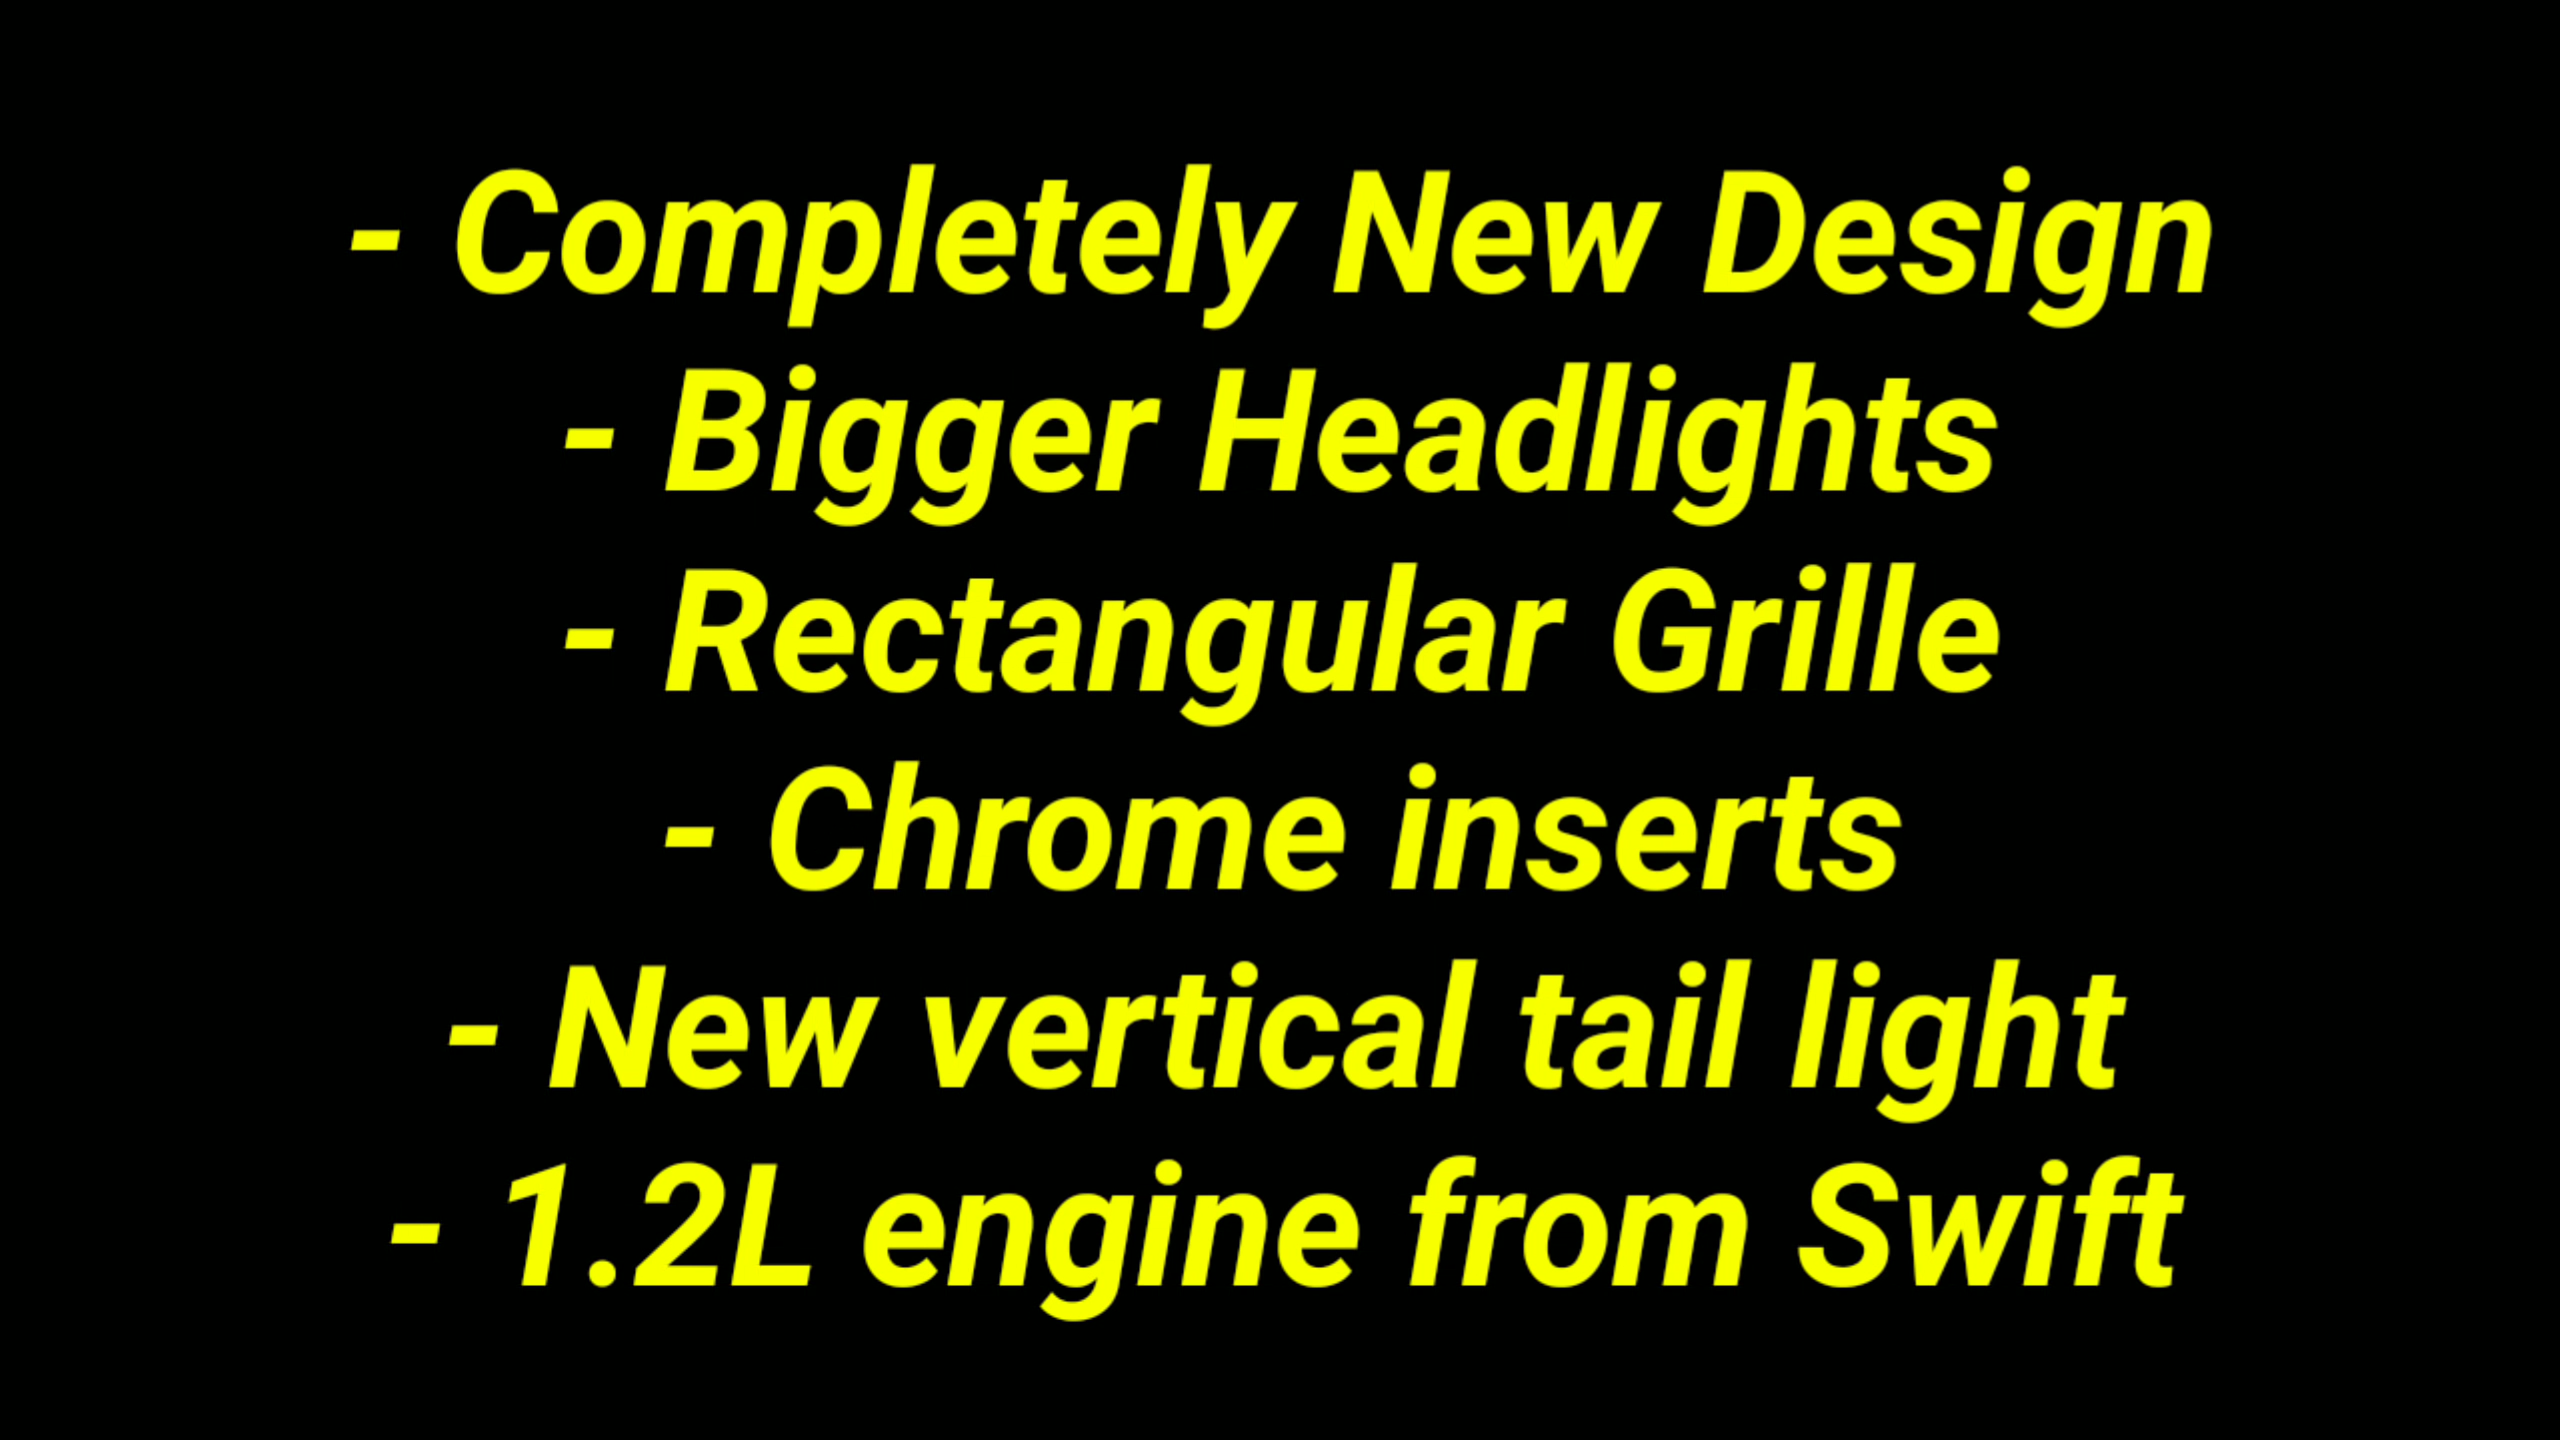 - Completely New Design
- Bigger Headlights
- Rectangular Grille
- Chrome inserts
- New vertical tail light
- 1.2L engine from Swift